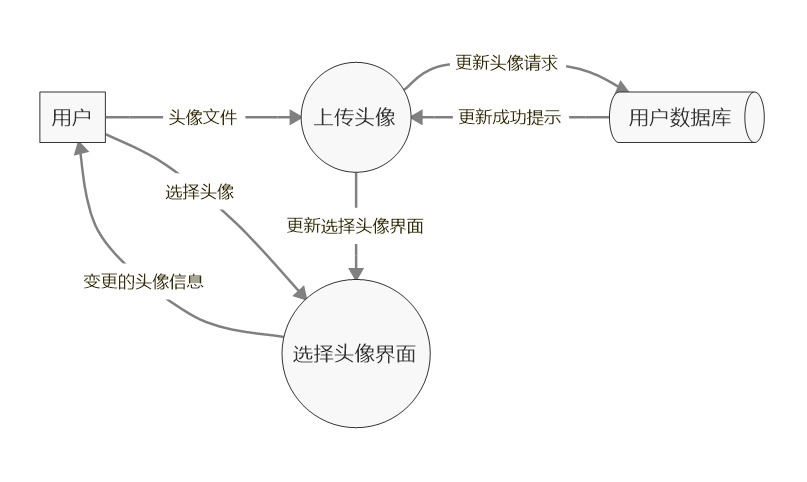 更新头像请求
用户
头像文件
上传头像
更新成功提示
用户数据库
选择头像
更新选择头像界面
变更的头像信息
选择头像界面